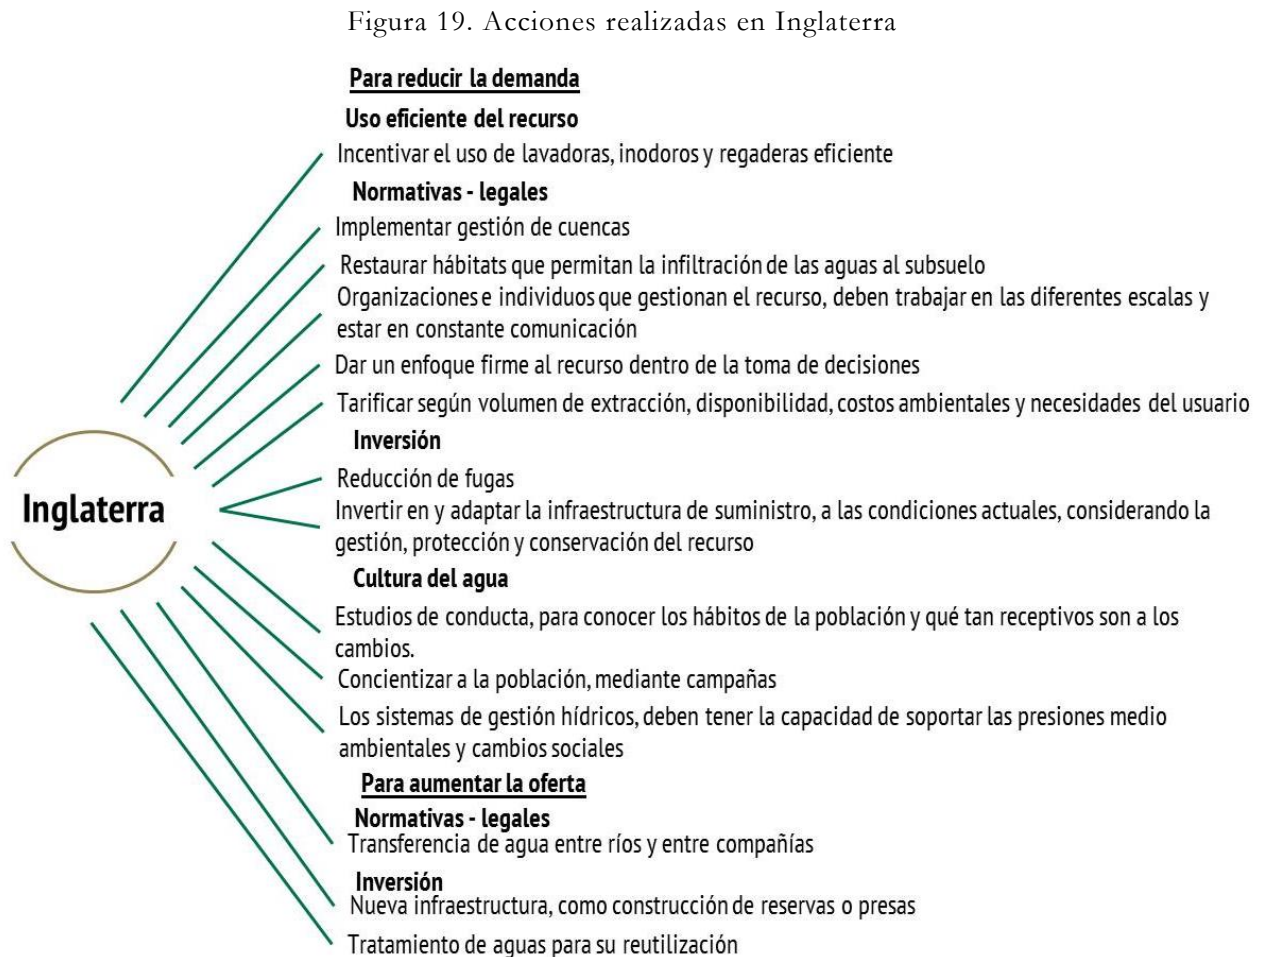 Figura 19. Acciones realizadas en Inglaterra
Para reducir la demanda
Uso eficiente del recurso
Incentivar el uso de lavadoras, inodoros y regaderas eficiente
Normativas - legales
Implementar gestión de cuencas
Restaurar hábitats que permitan la infiltración de las aguas al subsuelo
Organizaciones e individuos que gestionan el recurso, deben trabajar en las diferentes escalas y
estar en constante comunicación
Dar un enfoque firme al recurso dentro de la toma de decisiones
Tarificar según volumen de extracción, disponibilidad, costos ambientales y necesidades del usuario
Inversión
Reducción de fugas
Inglaterra
Invertir en y adaptar la infraestructura de suministro, a las condiciones actuales, considerando la
gestión, protección y conservación del recurso
Cultura del agua
Estudios de conducta, para conocer los hábitos de la población y qué tan receptivos son a los
cambios.
Concientizar a la población, mediante campañas
Los sistemas de gestión hídricos, deben tener la capacidad de soportar las presiones medio
ambientales y cambios sociales
Para aumentar la oferta
Normativas - legales
Transferencia de agua entre ríos y entre compañías
Inversión
Nueva infraestructura, como construcción de reservas o presas
Tratamiento de aguas para su reutilización